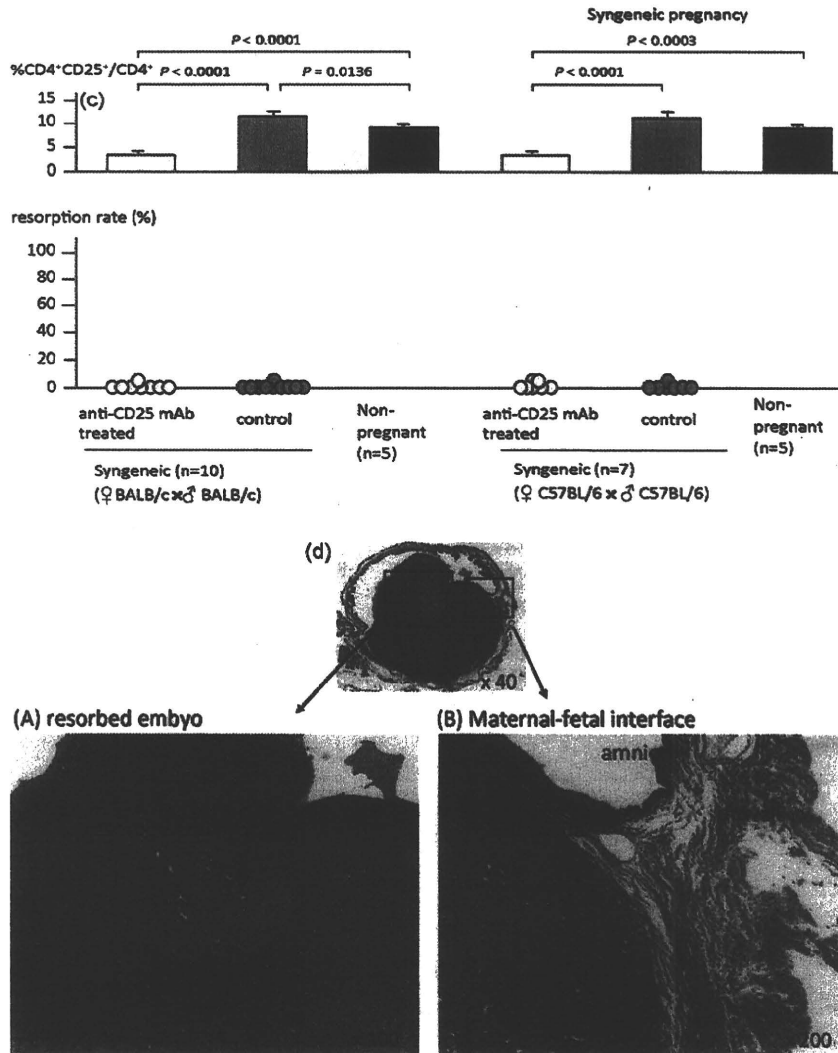 Syngeneic pregnancy
P < 0.0001
P < 0.0003
%CD4⁺CD25⁺/CD4⁺
P < 0.0001
P = 0.0136
P < 0.0001
(c)
15
10
5
0
resorption rate (%)
100
80
60
40
20
0
anti-CD25 mAb treated
control
Non-pregnant (n=5)
anti-CD25 mAb treated
control
Non-pregnant (n=5)
Syngeneic (n=10)
(♀ BALB/c x ♂ BALB/c)
Syngeneic (n=7)
(♀ C57BL/6 x ♂ C57BL/6)
(d)
x 40
(A) resorbed embyo
(B) Maternal-fetal interface
amni